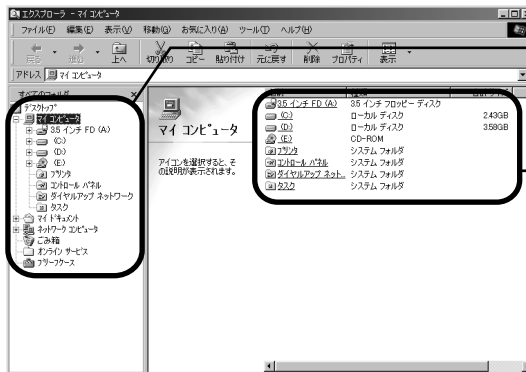 エクスプローラ - マイ コンピュータ
ファイル(F) 編集(E) 表示(V) 移動(G) お気に入り(A) ツール(T) ヘルプ(H)
戻る 進む 上へ 切り取り コピー 貼り付け 元に戻す 削除 プロパティ 表示
アドレス マイ コンピュータ
すべてのフォルダ
デスクトップ
マイ コンピュータ
3.5 インチ FD (A)
(C:)
(D:)
(E:)
プリンタ
コントロール パネル
ダイヤルアップ ネットワーク
タスク
マイ ドキュメント
ネットワーク コンピュータ
ごみ箱
オンライン サービス
ブリーフケース
マイ コンピュータ
アイコンを選択すると、そ
の説明が表示されます。
3.5 インチ FD (A) 3.5 インチ フロッピー ディスク
(C:) ローカル ディスク 2.43GB
(D:) ローカル ディスク 3.58GB
(E:) CD-ROM
プリンタ システム フォルダ
コントロール パネル システム フォルダ
ダイヤルアップ ネット... システム フォルダ
タスク システム フォルダ